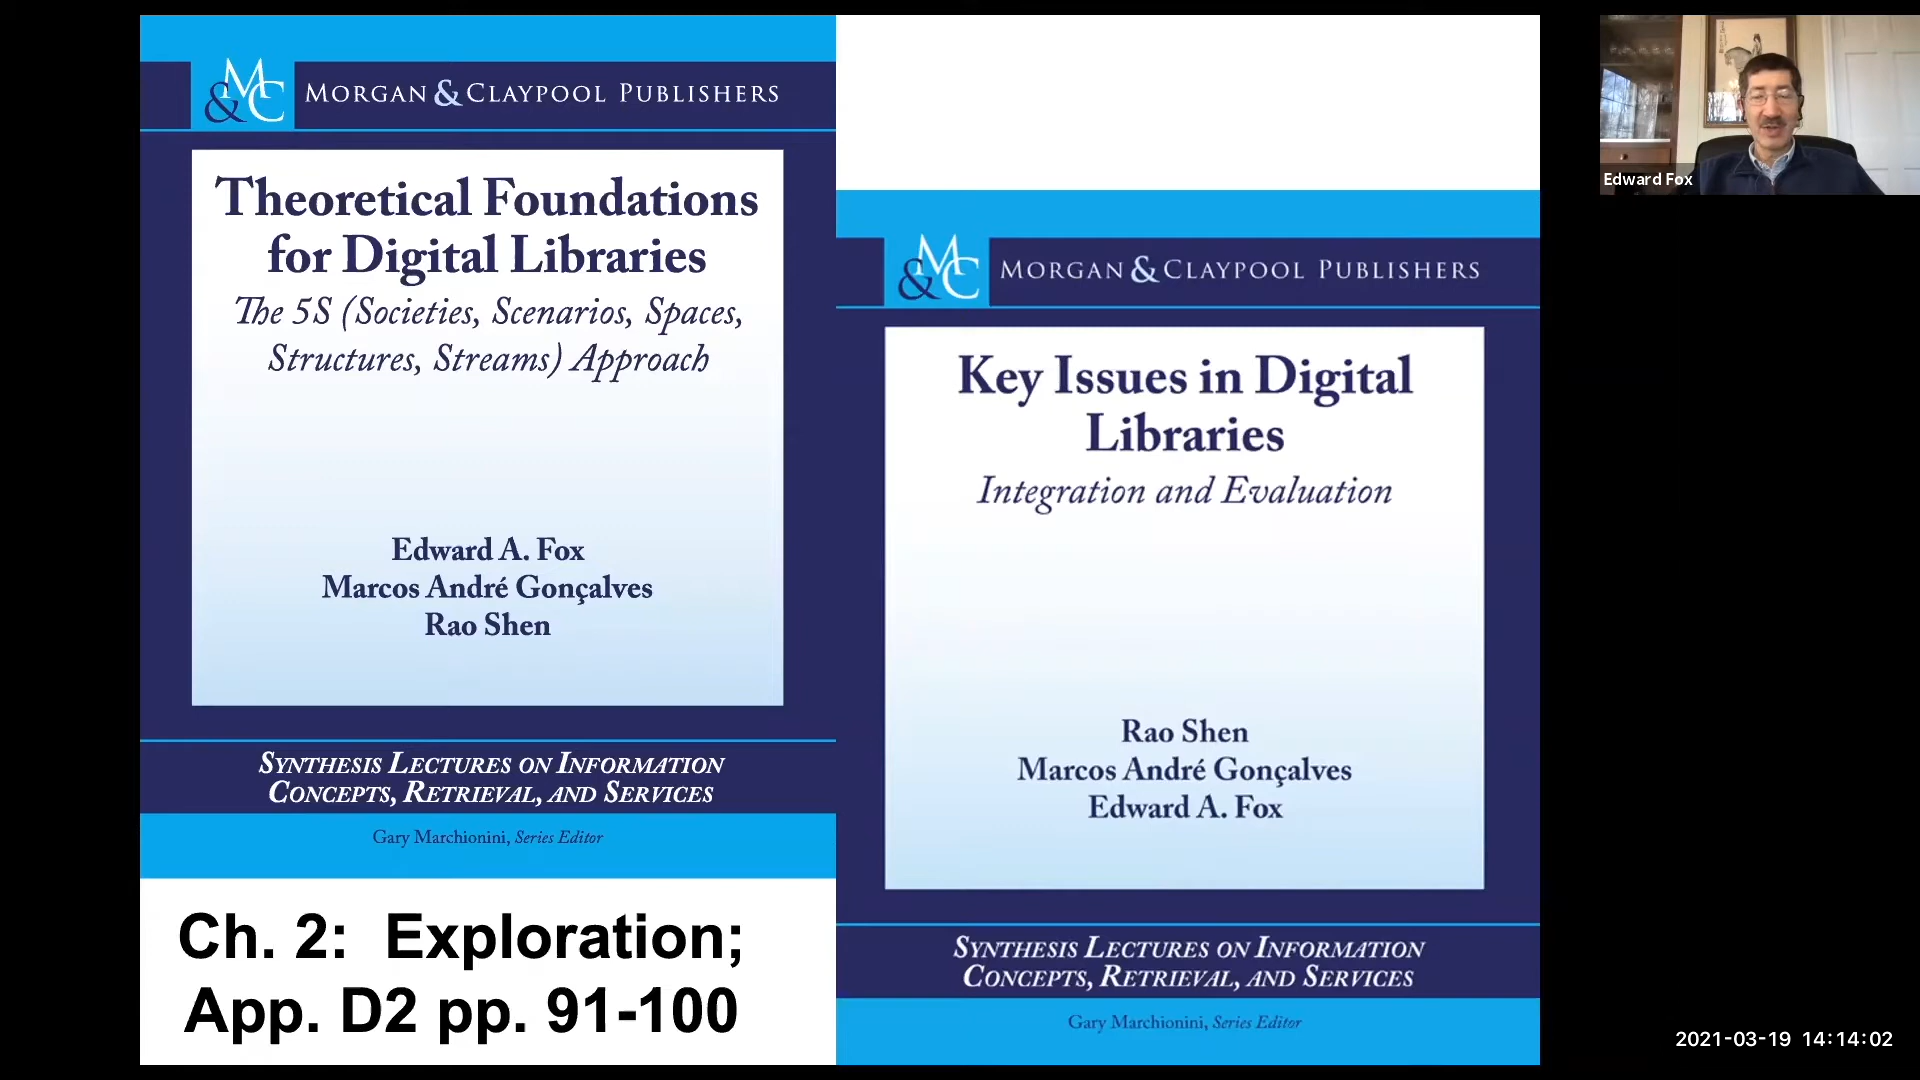 M&C MORGAN & CLAYPOOL PUBLISHERS
Theoretical Foundations
for Digital Libraries
The 5S (Societies, Scenarios, Spaces,
Structures, Streams) Approach
Edward A. Fox
Marcos André Gonçalves
Rao Shen
SYNTHESIS LECTURES ON INFORMATION
CONCEPTS, RETRIEVAL, AND SERVICES
Gary Marchionini, Series Editor
Ch. 2: Exploration;
App. D2 pp. 91-100
M&C MORGAN & CLAYPOOL PUBLISHERS
Key Issues in Digital
Libraries
Integration and Evaluation
Rao Shen
Marcos André Gonçalves
Edward A. Fox
SYNTHESIS LECTURES ON INFORMATION
CONCEPTS, RETRIEVAL, AND SERVICES
Gary Marchionini, Series Editor
Edward Fox
2021-03-19 14:14:02